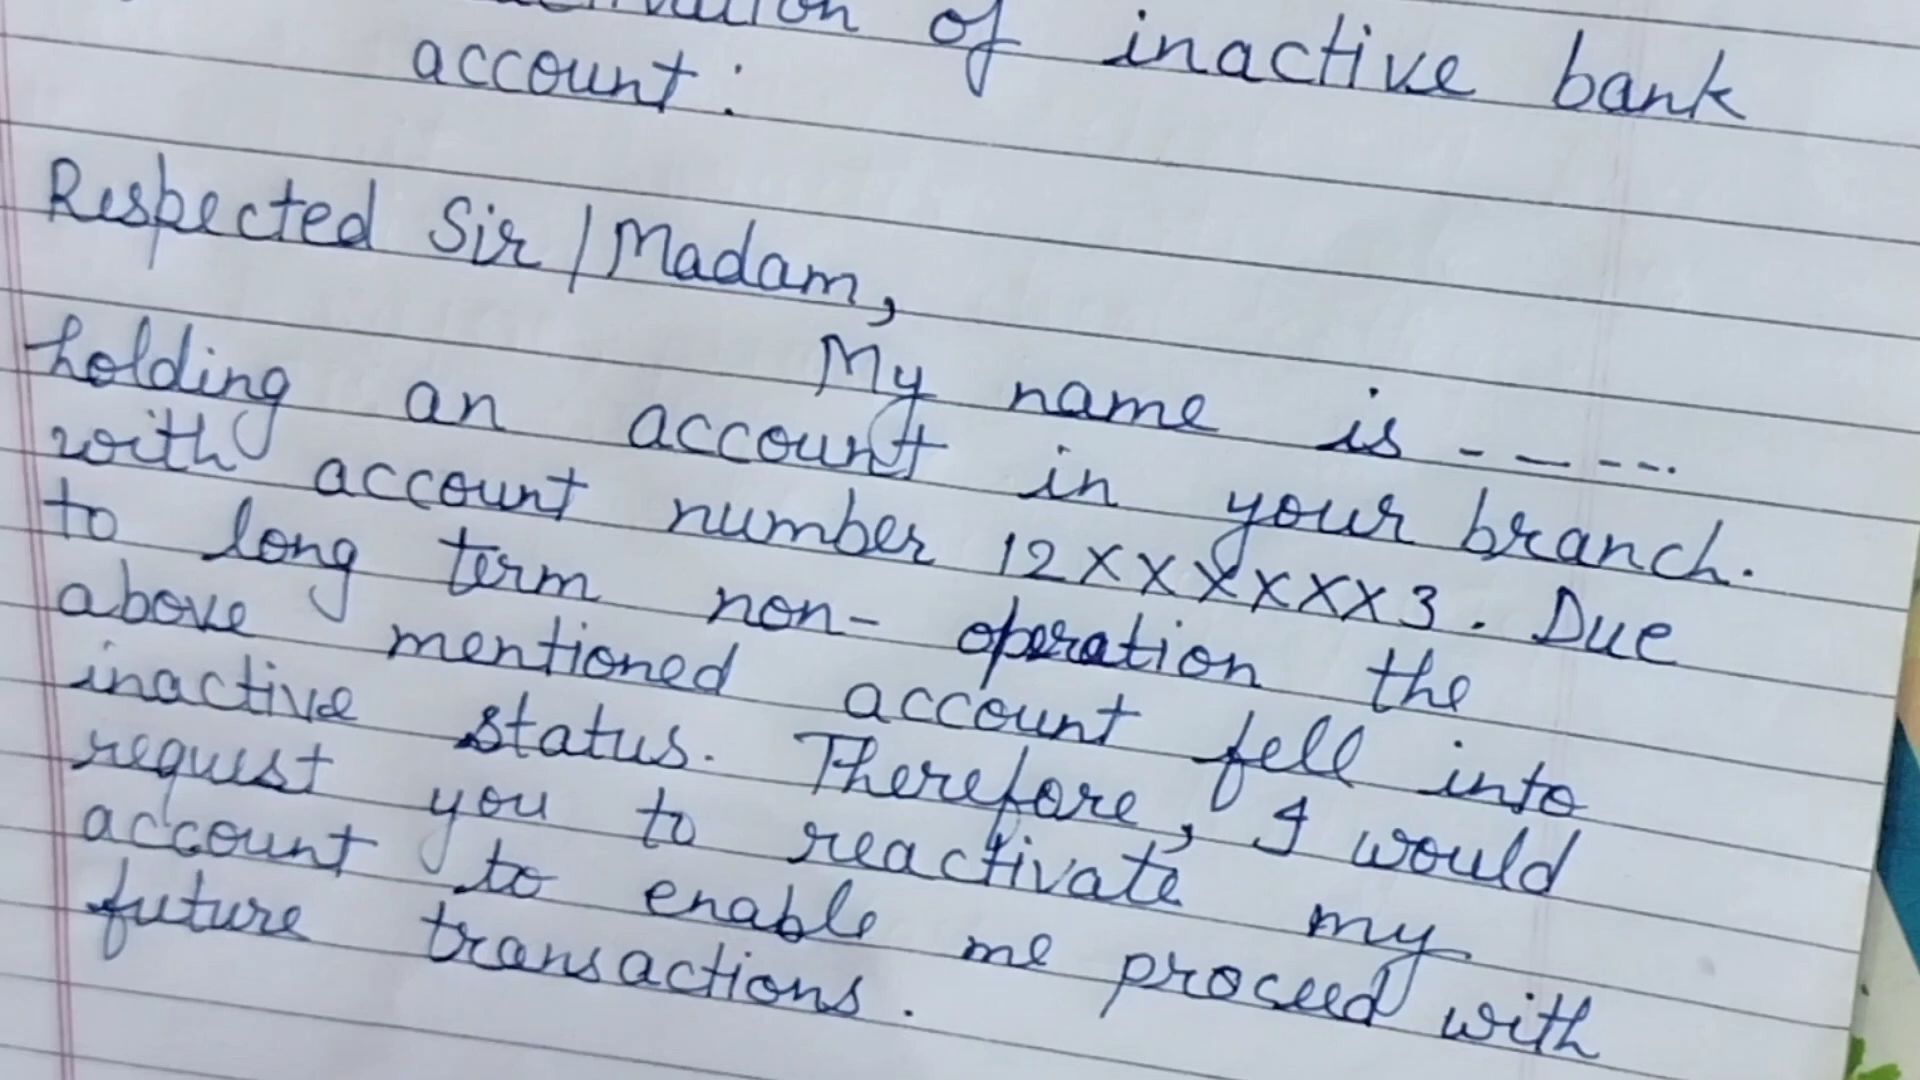 of inactive bank
account:
Respected Sir/Madam,
My name is -----
holding an account in your branch.
with account number 12XXXXXXX3. Due
to long term non-operation the
above mentioned account fell into
inactive status. Therefore, I would
request you to reactivate my
account to enable me proceed with
future transactions.